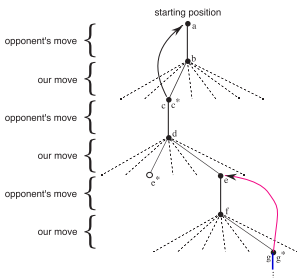 starting position
a
opponent's move
b
our move
c c*
opponent's move
d
our move
e*
e
opponent's move
f
our move
g g*